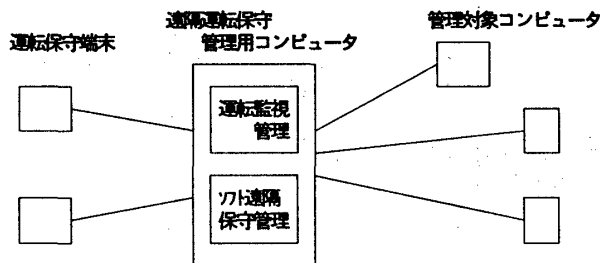 遠隔運転保守
管理用コンピュータ
管理対象コンピュータ
運転保守端末
運転監視
管理
ソフト遠隔
保守管理